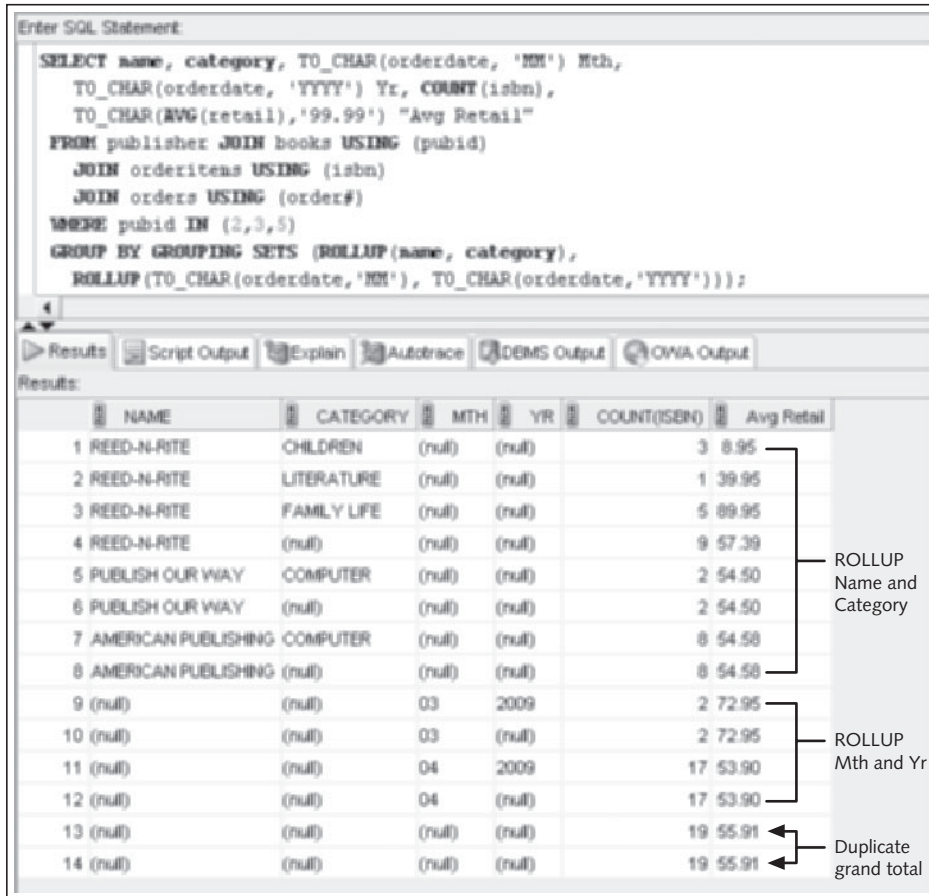 Enter SQL Statement:
SELECT name, category, TO_CHAR(orderdate, 'MM') Mth,
TO_CHAR(orderdate, 'YYYY') Yr, COUNT(isbn),
TO_CHAR(AVG(retail),'99.99') "Avg Retail"
FROM publisher JOIN books USING (pubid)
JOIN orderitems USING (isbn)
JOIN orders USING (order#)
WHERE pubid IN (2,3,5)
GROUP BY GROUPING SETS (ROLLUP(name, category),
ROLLUP(TO_CHAR(orderdate,'MM'), TO_CHAR(orderdate,'YYYY')));
Results Script Output Explain Autotrace DBMS Output OWA Output
Results:
NAME CATEGORY MTH YR COUNT(ISBN) Avg Retail
1 REED-N-RITE CHILDREN (null) (null) 3 8.95
2 REED-N-RITE LITERATURE (null) (null) 1 39.95
3 REED-N-RITE FAMILY LIFE (null) (null) 5 89.95
4 REED-N-RITE (null) (null) (null) 9 57.39
5 PUBLISH OUR WAY COMPUTER (null) (null) 2 54.50
6 PUBLISH OUR WAY (null) (null) (null) 2 54.50
7 AMERICAN PUBLISHING COMPUTER (null) (null) 8 54.58
8 AMERICAN PUBLISHING (null) (null) (null) 8 54.58
ROLLUP
Name and
Category
9 (null) (null) 03 2009 2 72.95
10 (null) (null) 03 (null) 2 72.95
11 (null) (null) 04 2009 17 53.90
12 (null) (null) 04 (null) 17 53.90
ROLLUP
Mth and Yr
13 (null) (null) (null) (null) 19 55.91
14 (null) (null) (null) (null) 19 55.91
Duplicate
grand total